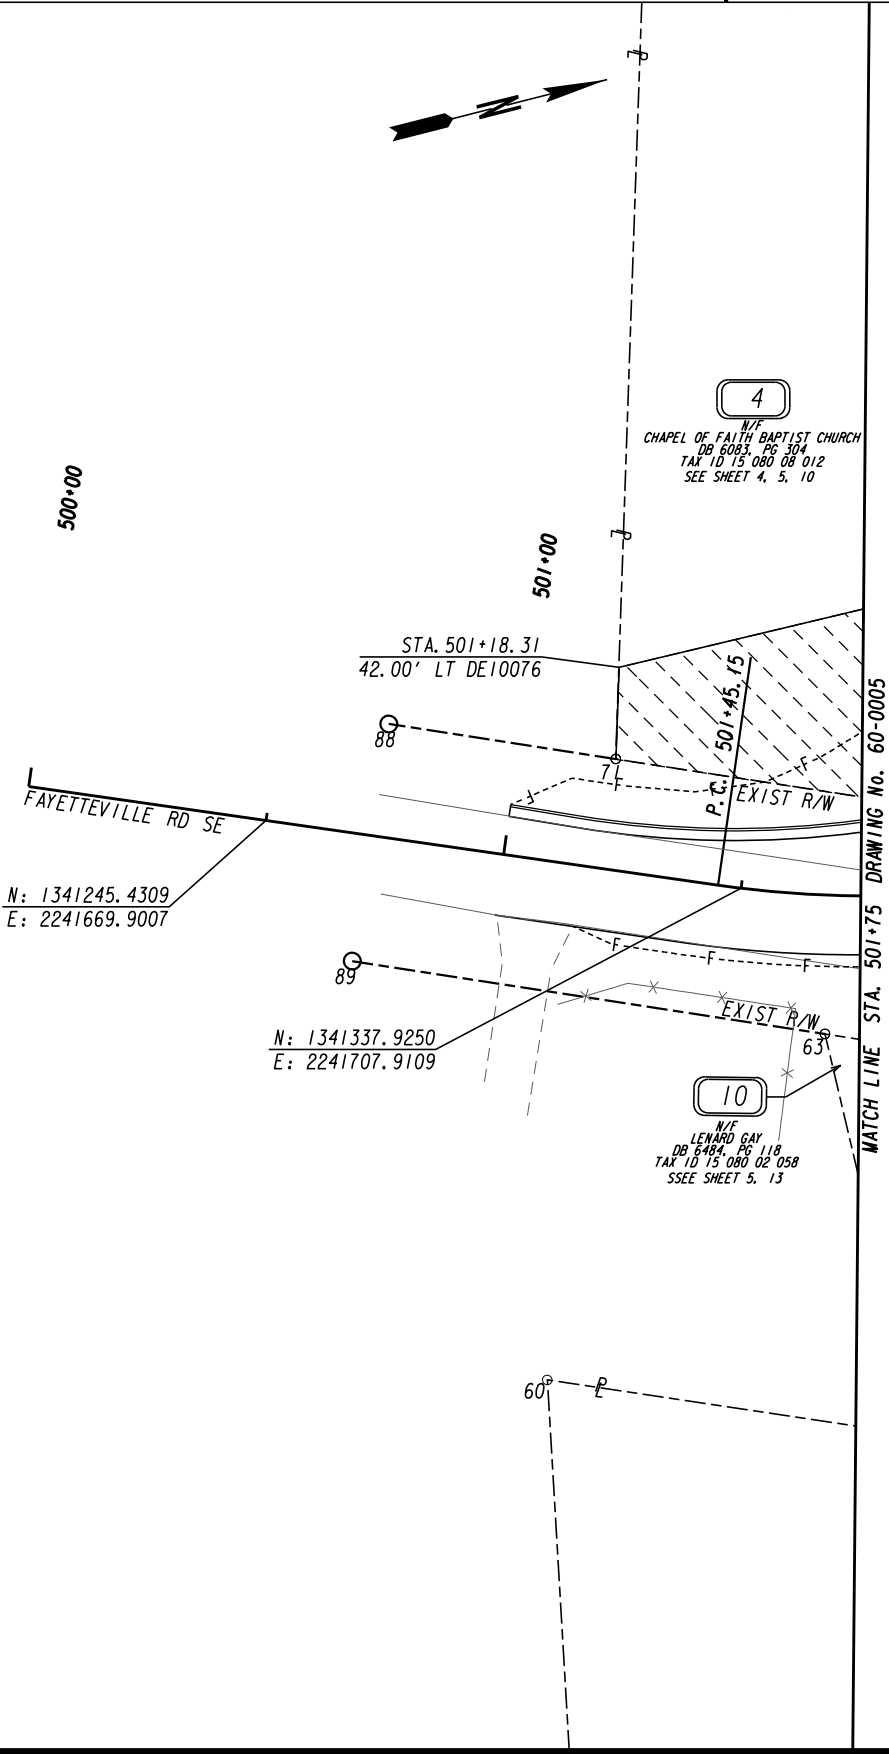 N
4
N/F
CHAPEL OF FAITH BAPTIST CHURCH
DB 6083, PG 304
TAX ID 15 080 08 012
SEE SHEET 4, 5, 10
500+00
501+00
STA. 501+18.31
42.00' LT DE10076
88
7
P.C. 501+45.15
F
F
F
F
EXIST R/W
FAYETTEVILLE RD SE
N: 1341245.4309
E: 2241669.9007
F
F
F
89
EXIST R/W
63
N: 1341337.9250
E: 2241707.9109
10
N/F
LENARD GAY
DB 6484, PG 118
TAX ID 15 080 02 058
SSEE SHEET 5, 13
60
MATCH LINE STA. 501+75 DRAWING No. 60-0005